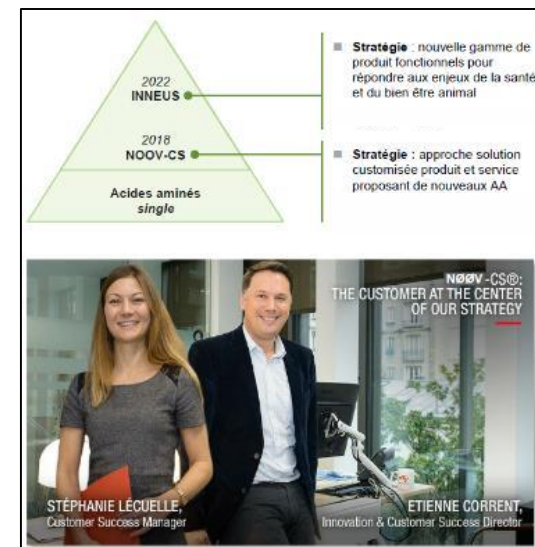 2022
INNEUS
2018
NOOV-CS
Acides aminés
single
Stratégie : nouvelle gamme de
produit fonctionnels pour
répondre aux enjeux de la santé
et du bien être animal
Stratégie : approche solution
customisée produit et service
proposant de nouveaux AA
NØØV-CS®:
THE CUSTOMER AT THE CENTER
OF OUR STRATEGY
STÉPHANIE LÉCUELLE,
Customer Success Manager
ETIENNE CORRENT,
Innovation & Customer Success Director